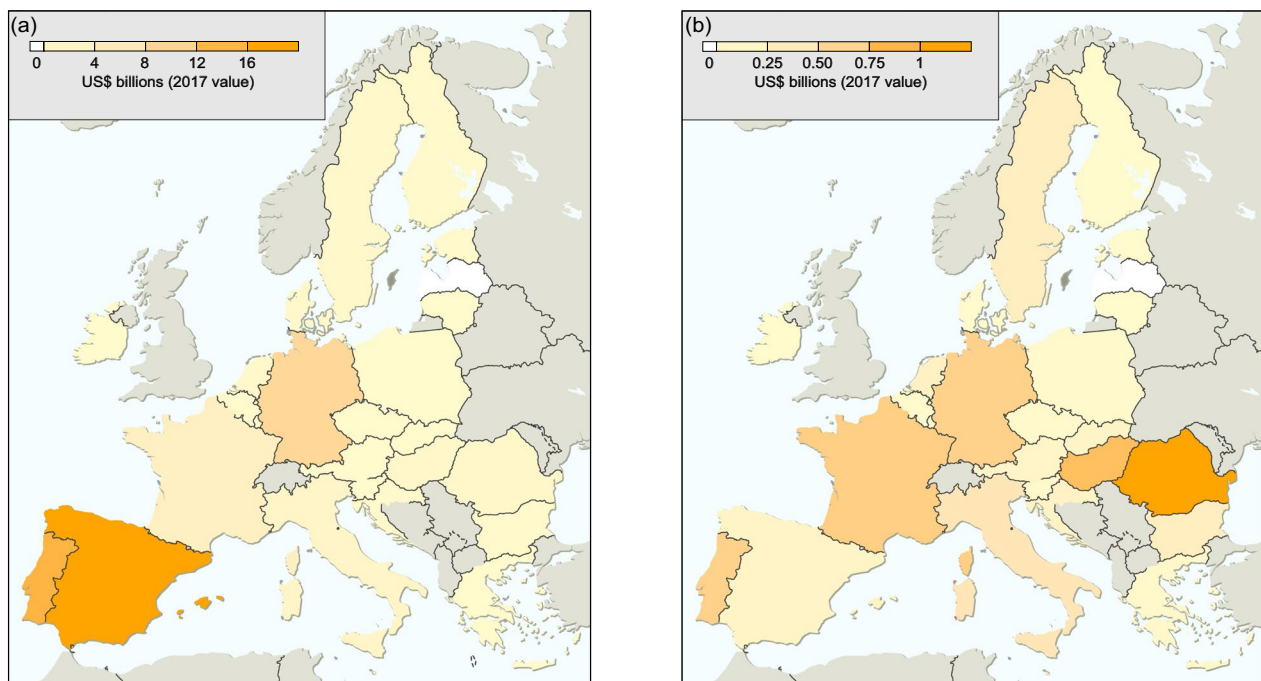 (a)
0 4 8 12 16
US$ billions (2017 value)
(b)
0 0.25 0.50 0.75 1
US$ billions (2017 value)